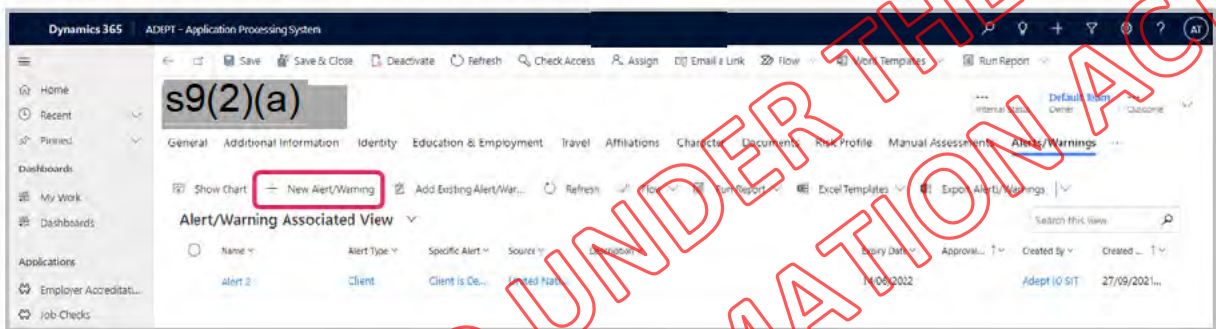 Dynamics 365 ADEPT - Application Processing System ? AT
Save Save & Close Deactivate Refresh Check Access Assign Email a Link Flow Word Templates Run Report
Home
s9(2)(a)
Recent
Internal Status Default Team Owner Outcome
Pinned
General Additional Information Identity Education & Employment Travel Affiliations Character Documents Risk Profile Manual Assessments Alerts/Warnings ...
Dashboards
Show Chart + New Alert/Warning Add Existing Alert/War... Refresh Flow Run Report Excel Templates Export Alerts/Warnings
My Work
Dashboards
Alert/Warning Associated View
Search this view
Name Alert Type Specific Alert Source Description Expiry Date Approval... Created By Created ...
Applications
Employer Accreditati...
Alert 2 Client Client is De... United Nati... 14/06/2022 Adept IO SIT 27/09/2021...
Job Checks
UNDER THE
MATION AC